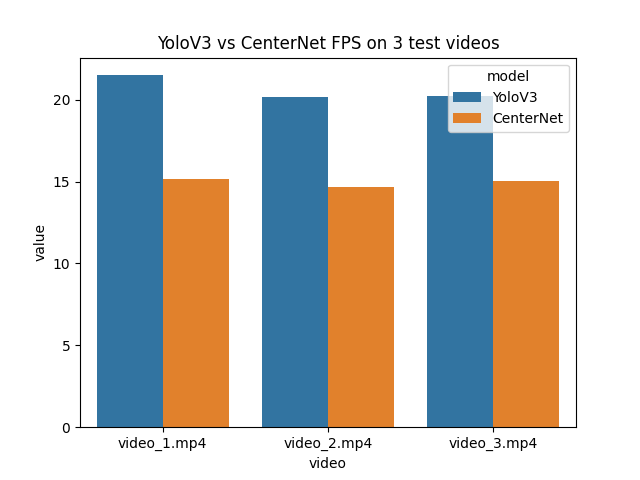 YoloV3 vs CenterNet FPS on 3 test videos
model
YoloV3
CenterNet
value
20
15
10
5
0
video_1.mp4
video_2.mp4
video_3.mp4
video